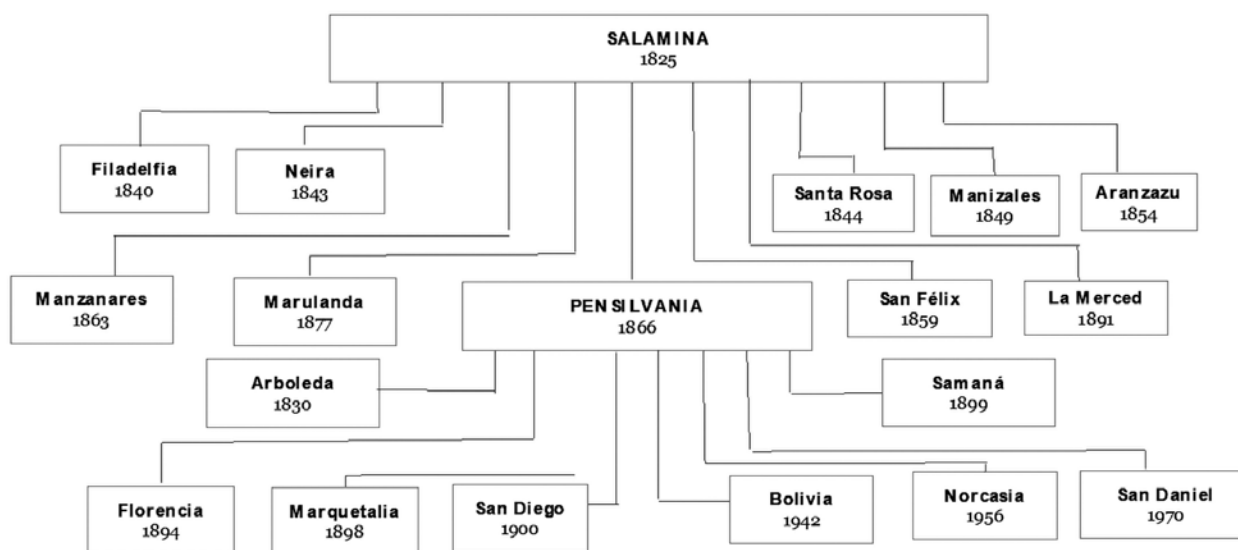 SALAMINA
1825
Filadelfia
1840
Neira
1843
Santa Rosa
1844
Manizales
1849
Aranzazu
1854
Manzanares
1863
Marulanda
1877
PENSILVANIA
1866
San Félix
1859
La Merced
1891
Arboleda
1830
Samaná
1899
Florencia
1894
Marquetalia
1898
San Diego
1900
Bolivia
1942
Norcasia
1956
San Daniel
1970